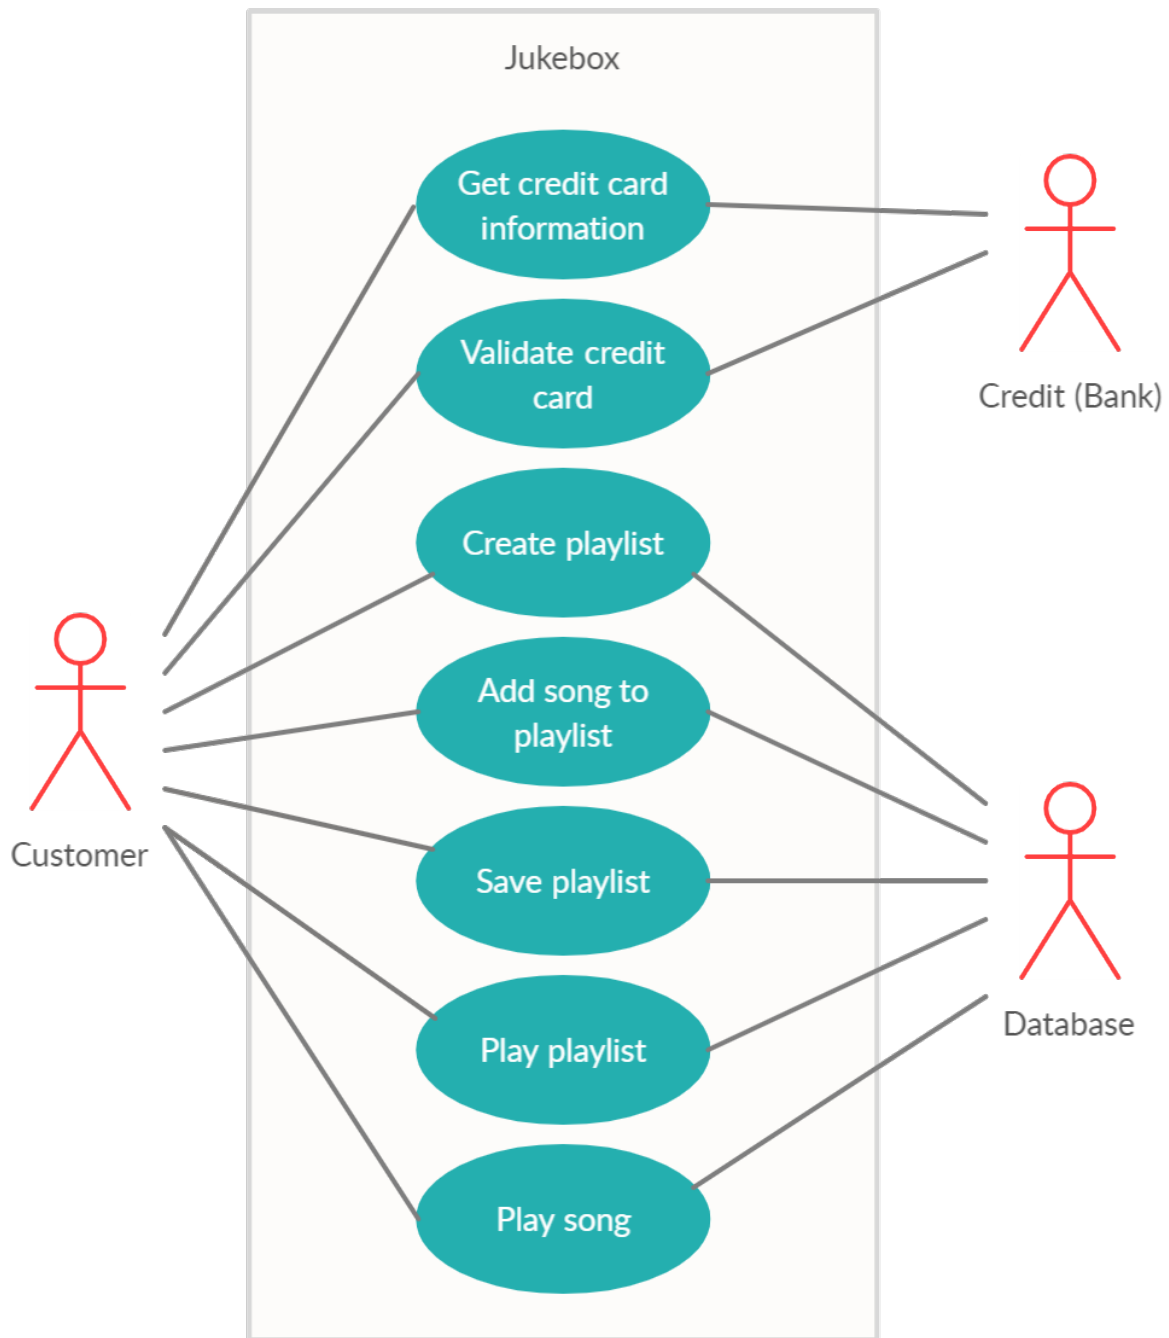 Jukebox
Get credit card
information
Validate credit
card
Credit (Bank)
Create playlist
Add song to
playlist
Customer
Save playlist
Database
Play playlist
Play song